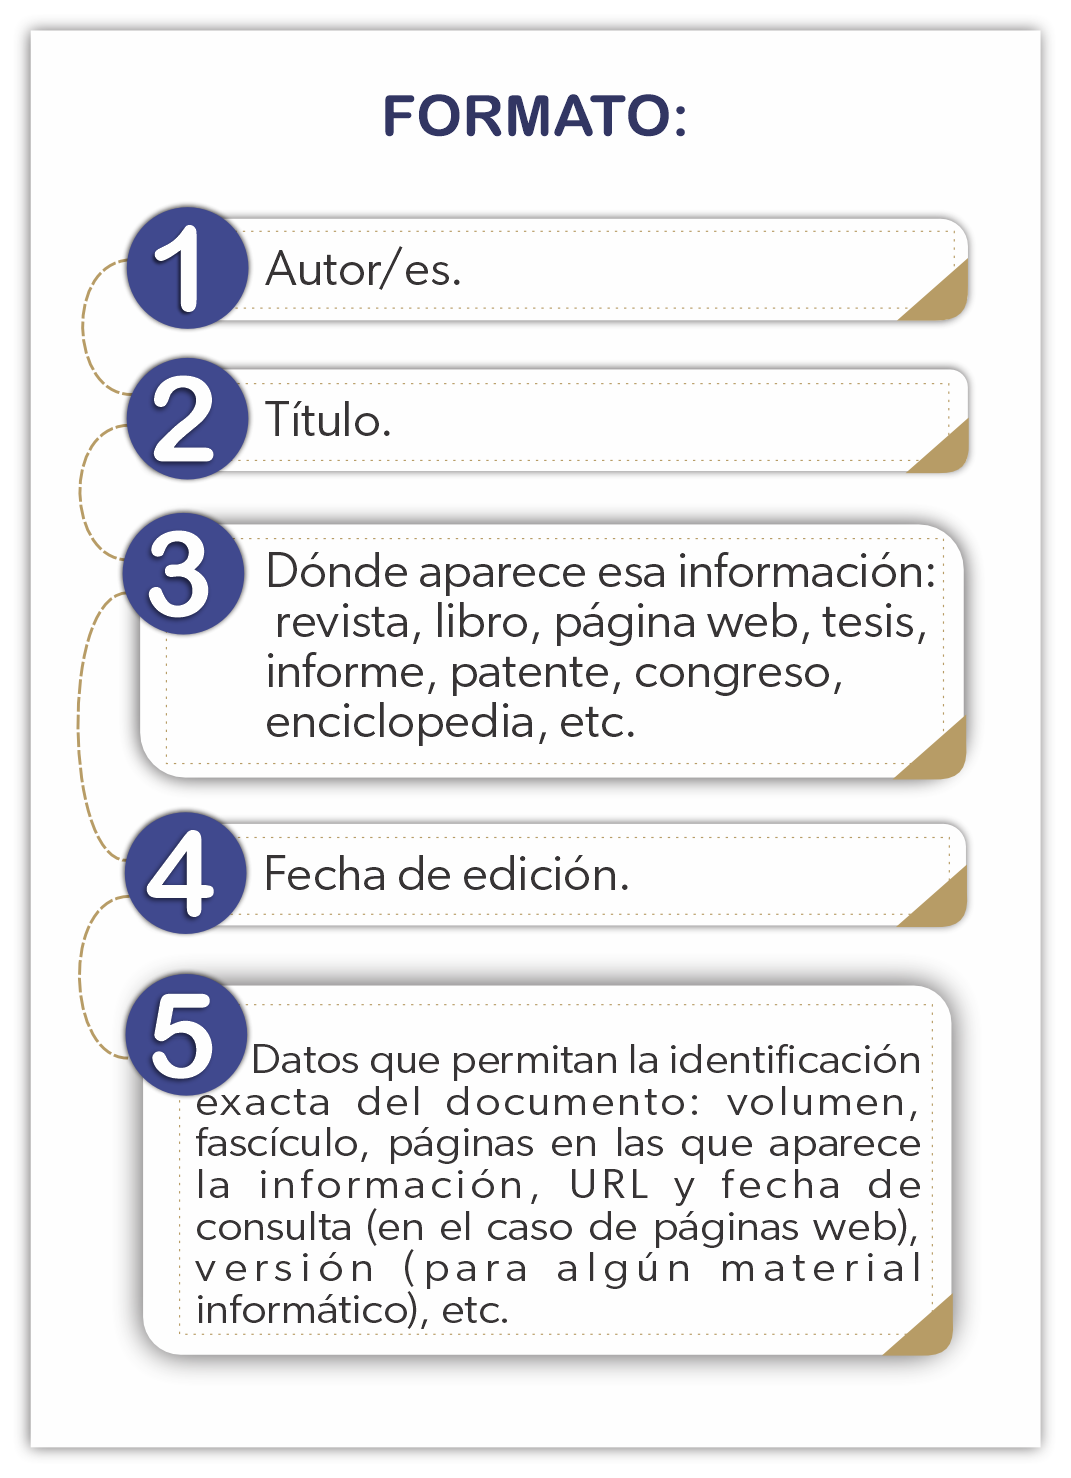 FORMATO:
1
Autor/es.
2
Título.
3
Dónde aparece esa información:
revista, libro, página web, tesis,
informe, patente, congreso,
enciclopedia, etc.
4
Fecha de edición.
5
Datos que permitan la identificación
exacta del documento: volumen,
fascículo, páginas en las que aparece
la información, URL y fecha de
consulta (en el caso de páginas web),
versión (para algún material
informático), etc.